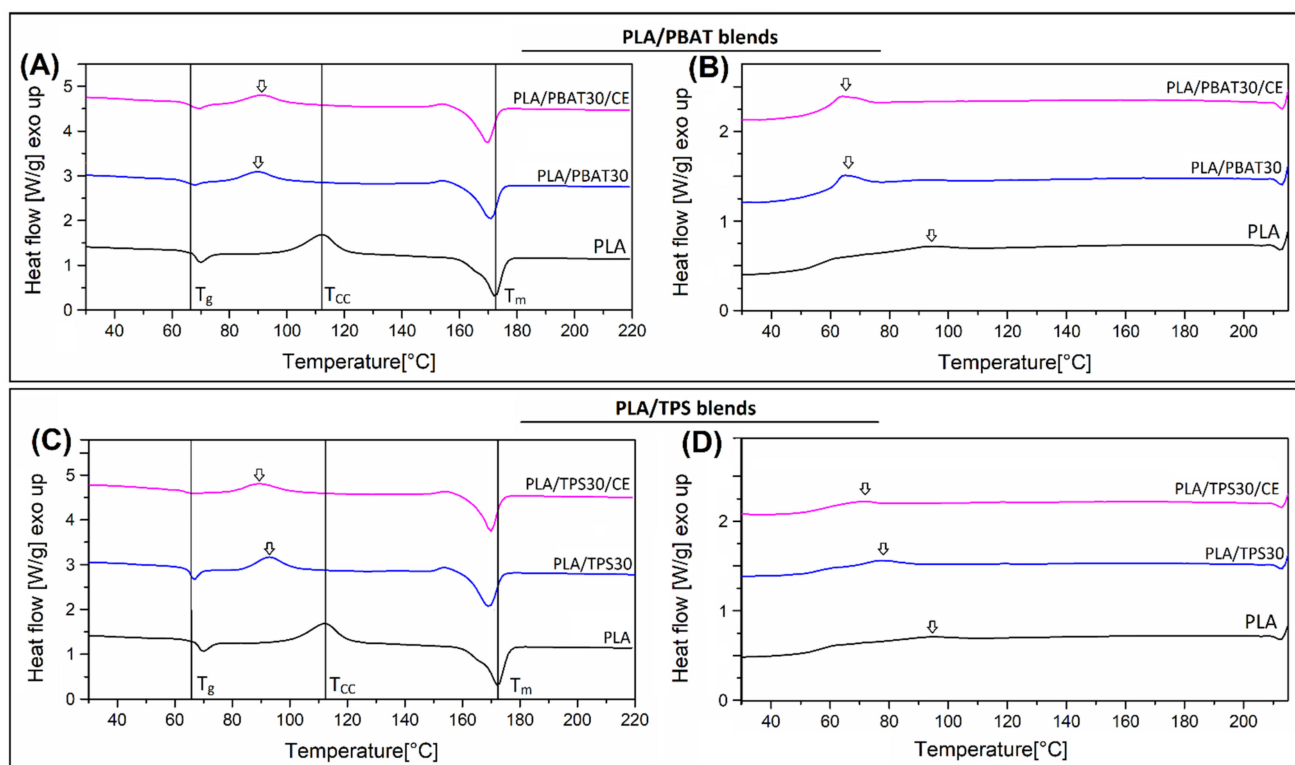 PLA/PBAT blends
(A)
Heat flow [W/g] exo up
5
4
3
2
1
0
PLA/PBAT30/CE
PLA/PBAT30
PLA
Tg
TCC
Tm
40 60 80 100 120 140 160 180 200 220
Temperature[°C]
(B)
Heat flow [W/g] exo up
2
1
0
PLA/PBAT30/CE
PLA/PBAT30
PLA
40 60 80 100 120 140 160 180 200
Temperature[°C]
PLA/TPS blends
(C)
Heat flow [W/g] exo up
5
4
3
2
1
0
PLA/TPS30/CE
PLA/TPS30
PLA
Tg
TCC
Tm
40 60 80 100 120 140 160 180 200 220
Temperature[°C]
(D)
Heat flow [W/g] exo up
2
1
0
PLA/TPS30/CE
PLA/TPS30
PLA
40 60 80 100 120 140 160 180 200
Temperature[°C]